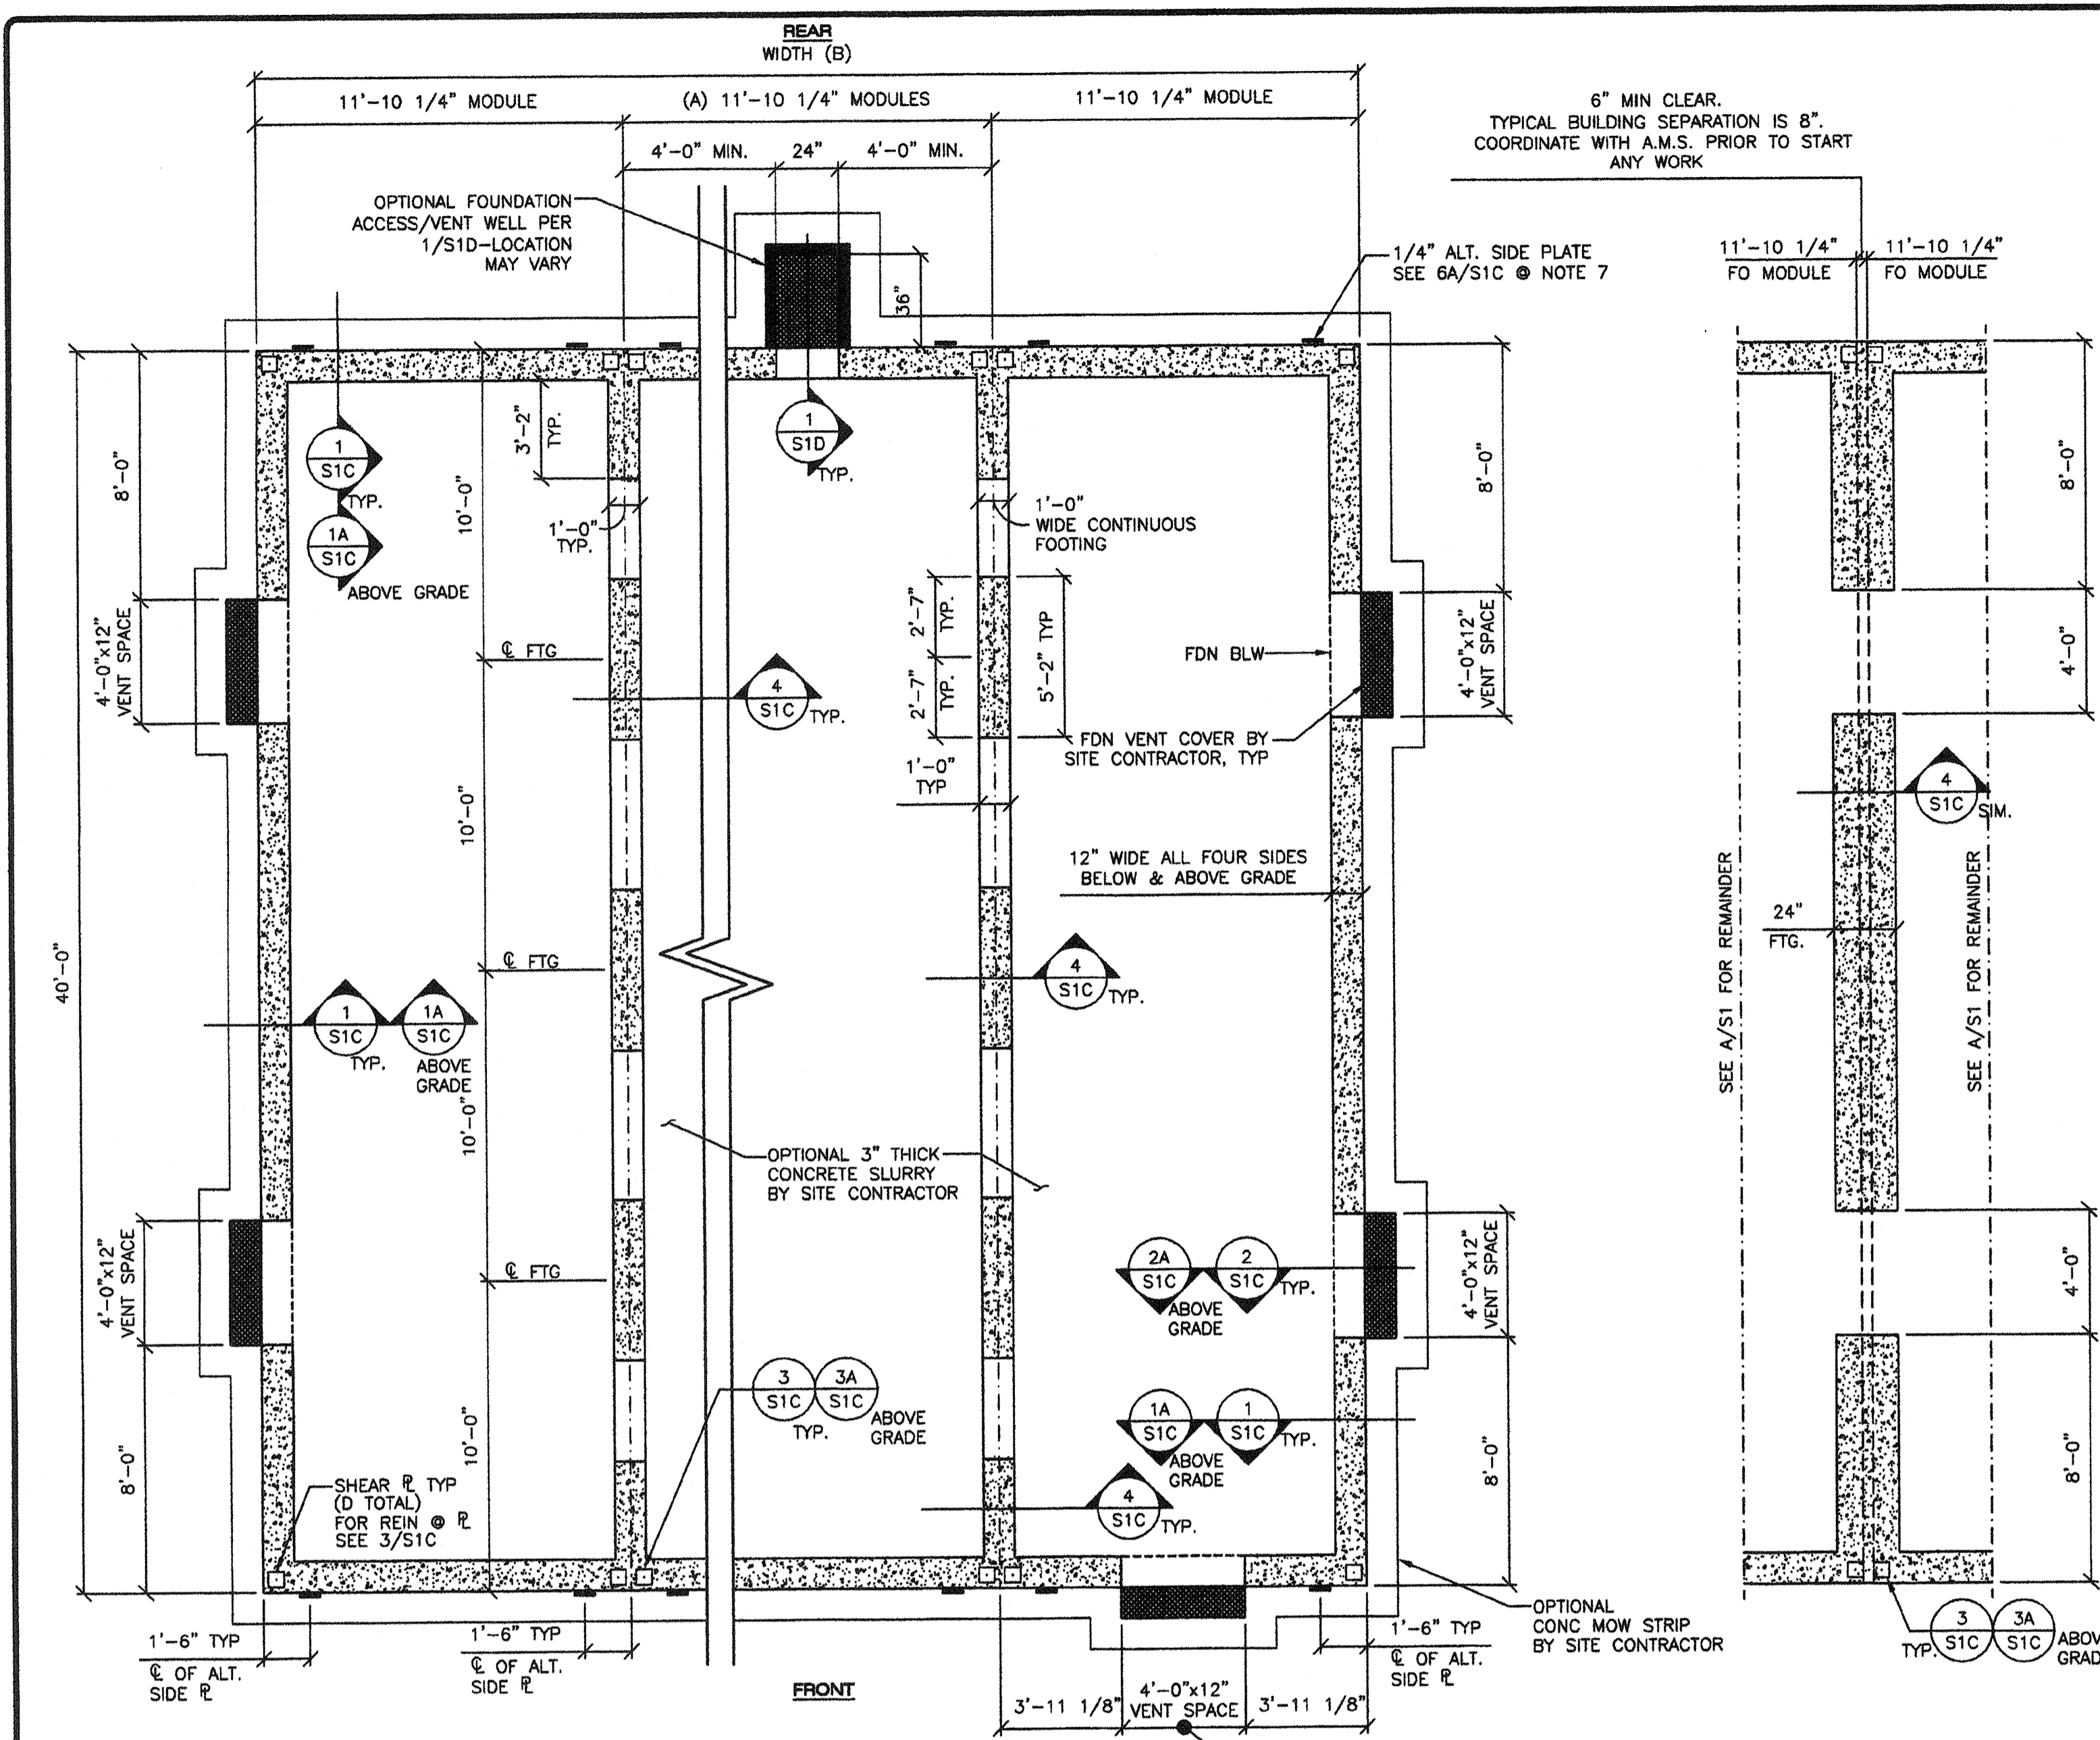 REAR
WIDTH (B)
11'-10 1/4" MODULE
(A) 11'-10 1/4" MODULES
11'-10 1/4" MODULE
4'-0" MIN.
24"
4'-0" MIN.
6" MIN CLEAR.
TYPICAL BUILDING SEPARATION IS 8".
COORDINATE WITH A.M.S. PRIOR TO START
ANY WORK
OPTIONAL FOUNDATION
ACCESS/VENT WELL PER
1/S1D-LOCATION
MAY VARY
36"
1/4" ALT. SIDE PLATE
SEE 6A/S1C @ NOTE 7
11'-10 1/4"
FO MODULE
11'-10 1/4"
FO MODULE
8'-0"
1
S1C
TYP.
1A
S1C
ABOVE GRADE
10'-0"
3'-2"
TYP.
1'-0"
TYP.
1
S1D
TYP.
1'-0"
WIDE CONTINUOUS
FOOTING
8'-0"
8'-0"
4'-0"x12"
VENT SPACE
℄ FTG
4
S1C
TYP.
2'-7"
TYP.
2'-7"
TYP.
5'-2" TYP
FDN BLW
FDN VENT COVER BY
SITE CONTRACTOR, TYP
4'-0"x12"
VENT SPACE
4'-0"
1'-0"
TYP
10'-0"
4
S1C
SIM.
12" WIDE ALL FOUR SIDES
BELOW & ABOVE GRADE
SEE A/S1 FOR REMAINDER
24"
FTG.
SEE A/S1 FOR REMAINDER
40'-0"
℄ FTG
4
S1C
TYP.
1
S1C
TYP.
1A
S1C
ABOVE
GRADE
10'-0"
OPTIONAL 3" THICK
CONCRETE SLURRY
BY SITE CONTRACTOR
4'-0"x12"
VENT SPACE
℄ FTG
2A
S1C
ABOVE
GRADE
2
S1C
TYP.
4'-0"x12"
VENT SPACE
4'-0"
3
S1C
TYP.
3A
S1C
ABOVE
GRADE
1A
S1C
ABOVE
GRADE
1
S1C
TYP.
8'-0"
10'-0"
SHEAR ⅊ TYP
(D TOTAL)
FOR REIN @ ⅊
SEE 3/S1C
4
S1C
TYP.
8'-0"
8'-0"
1'-6" TYP
℄ OF ALT.
SIDE ⅊
1'-6" TYP
℄ OF ALT.
SIDE ⅊
FRONT
3'-11 1/8"
4'-0"x12"
VENT SPACE
3'-11 1/8"
1'-6" TYP
℄ OF ALT.
SIDE ⅊
OPTIONAL
CONC MOW STRIP
BY SITE CONTRACTOR
TYP.
3
S1C
3A
S1C